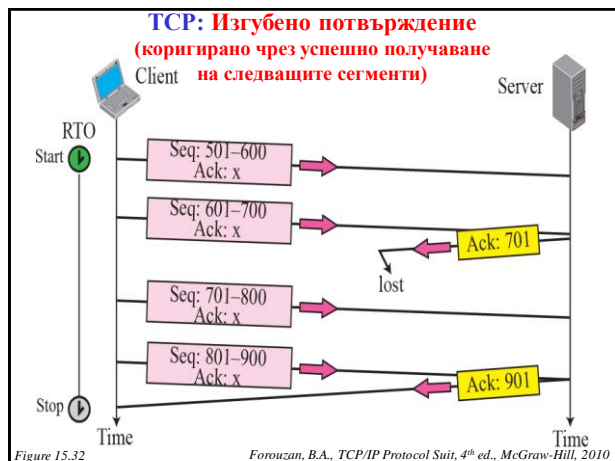 TCP: Изгубено потвърждение
(коригирано чрез успешно получаване
на следващите сегменти)
Client
Server
RTO
Start
Seq: 501–600
Ack: x
Seq: 601–700
Ack: x
Ack: 701
lost
Seq: 701–800
Ack: x
Seq: 801–900
Ack: x
Ack: 901
Stop
Time
Time
Figure 15.32
Forouzan, B.A., TCP/IP Protocol Suit, 4th ed., McGraw-Hill, 2010